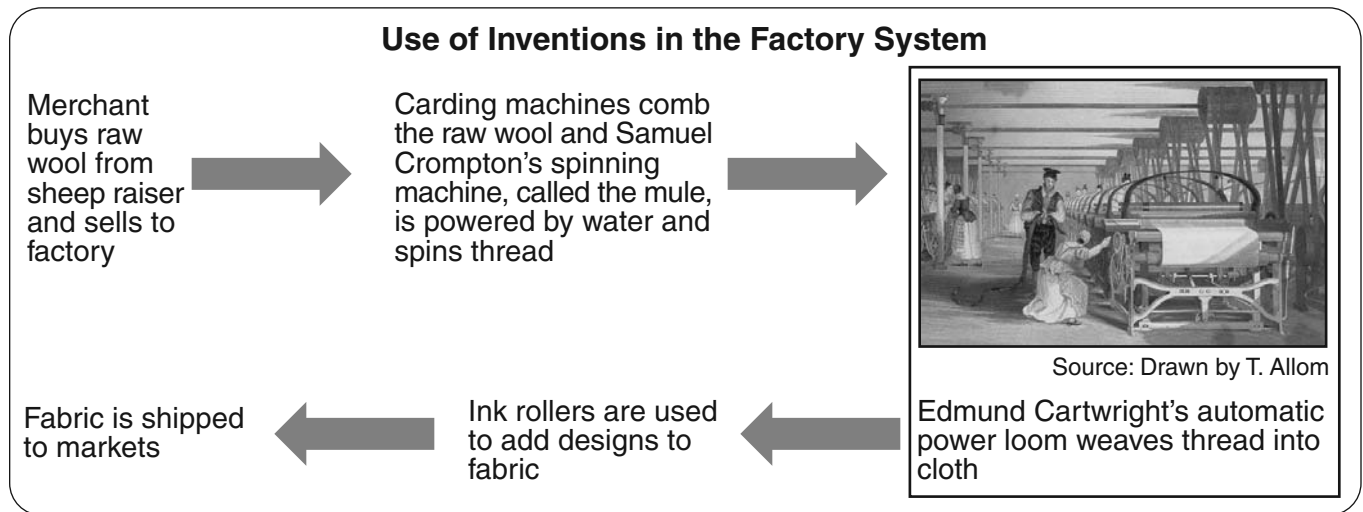 Use of Inventions in the Factory System
Merchant
buys raw
wool from
sheep raiser
and sells to
factory
Carding machines comb
the raw wool and Samuel
Crompton’s spinning
machine, called the mule,
is powered by water and
spins thread
Source: Drawn by T. Allom
Edmund Cartwright’s automatic
power loom weaves thread into
cloth
Ink rollers are used
to add designs to
fabric
Fabric is shipped
to markets